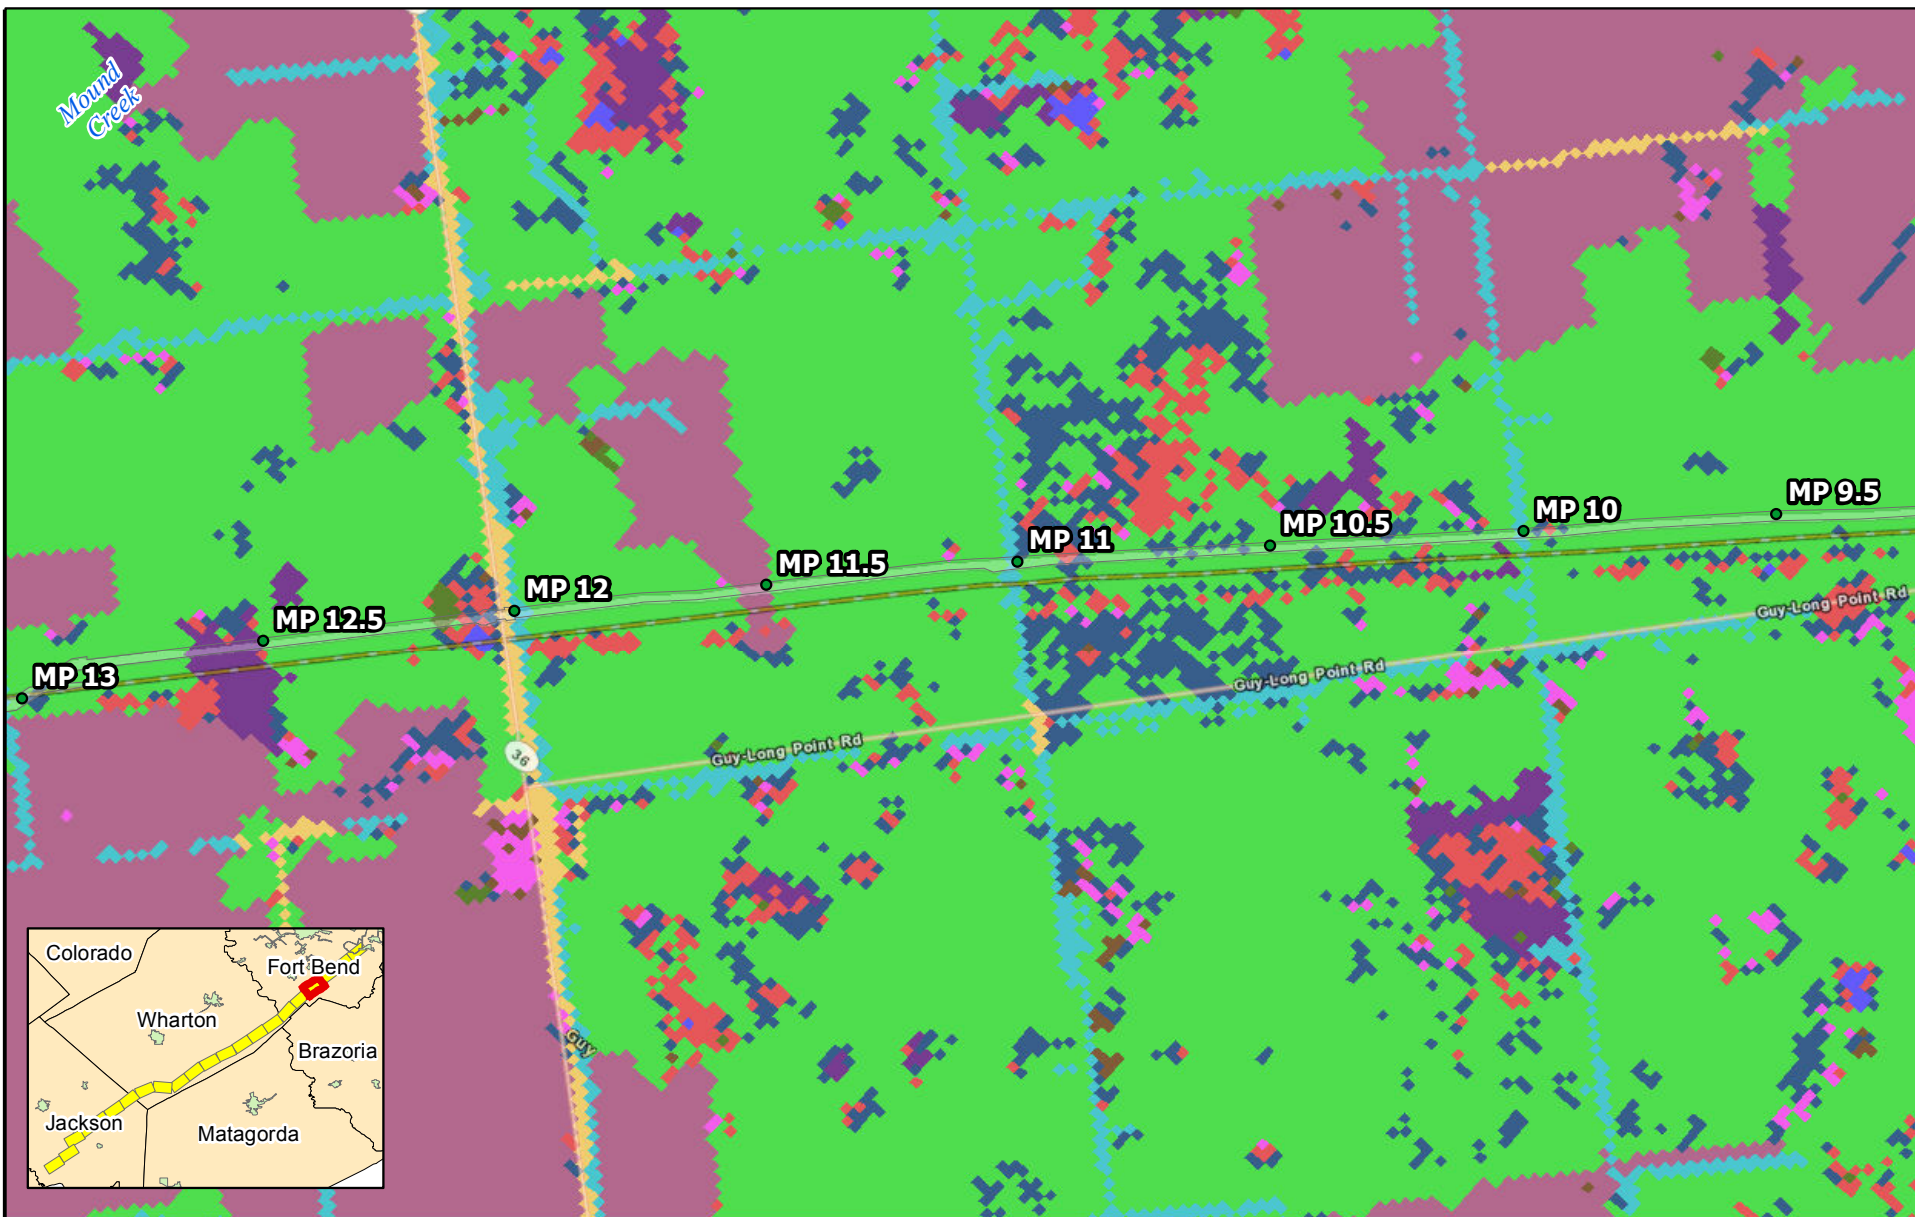 Mound
Creek
MP 9.5
MP 10
MP 10.5
MP 11
MP 11.5
MP 12
MP 12.5
MP 13
Guy-Long Point Rd
Guy-Long Point Rd
Guy-Long Point Rd
36
Guy
Colorado
Fort Bend
Wharton
Brazoria
Jackson
Matagorda